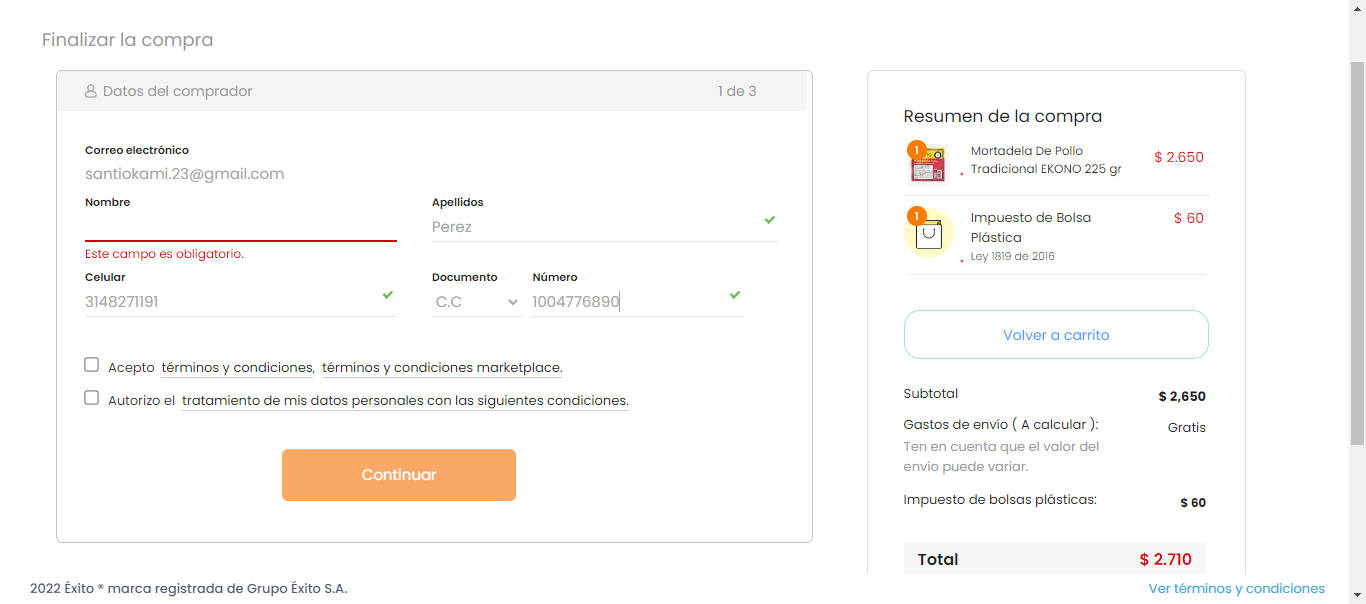 Finalizar la compra
Datos del comprador
1 de 3
Correo electrónico
santiokami.23@gmail.com
Nombre
Este campo es obligatorio.
Apellidos
Perez
Celular
3148271191
Documento
C.C
Número
1004776890
Acepto términos y condiciones, términos y condiciones marketplace.
Autorizo el tratamiento de mis datos personales con las siguientes condiciones.
Continuar
Resumen de la compra
1
Mortadela De Pollo
Tradicional EKONO 225 gr
$ 2.650
1
Impuesto de Bolsa
Plástica
Ley 1819 de 2016
$ 60
Volver a carrito
Subtotal
$ 2,650
Gastos de envío ( A calcular ):
Gratis
Ten en cuenta que el valor del
envío puede variar.
Impuesto de bolsas plásticas:
$ 60
Total
$ 2.710
2022 Éxito ® marca registrada de Grupo Éxito S.A.
Ver términos y condiciones